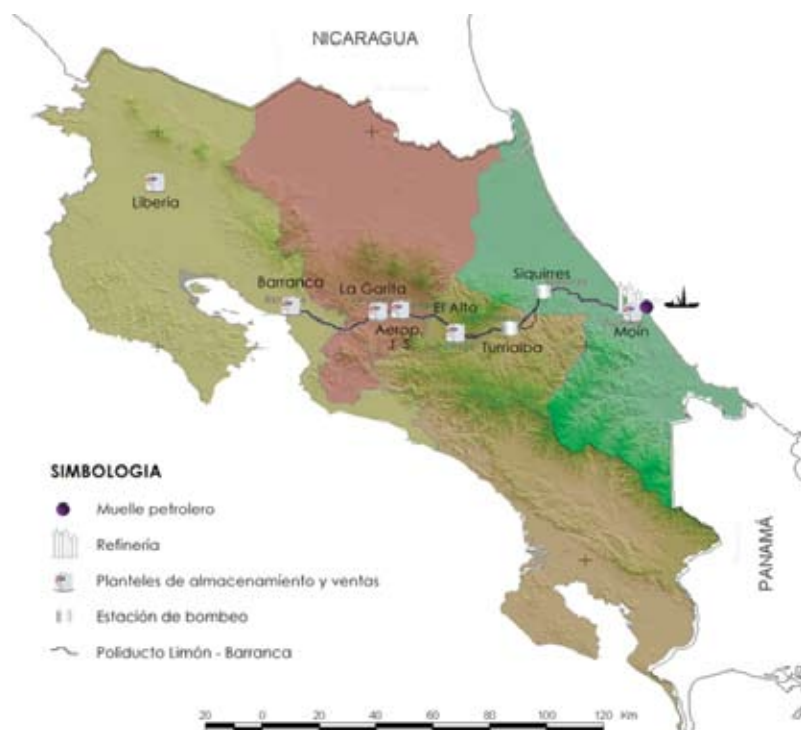 NICARAGUA
Liberia
Barranca
La Garita
Aerop.
J. S.
El Alto
Turrialba
Siquirres
Moín
SIMBOLOGIA
Muelle petrolero
Refinería
Planteles de almacenamiento y ventas
Estación de bombeo
Poliducto Limón - Barranca
PANAMÁ
20 0 20 40 60 80 100 120 Km